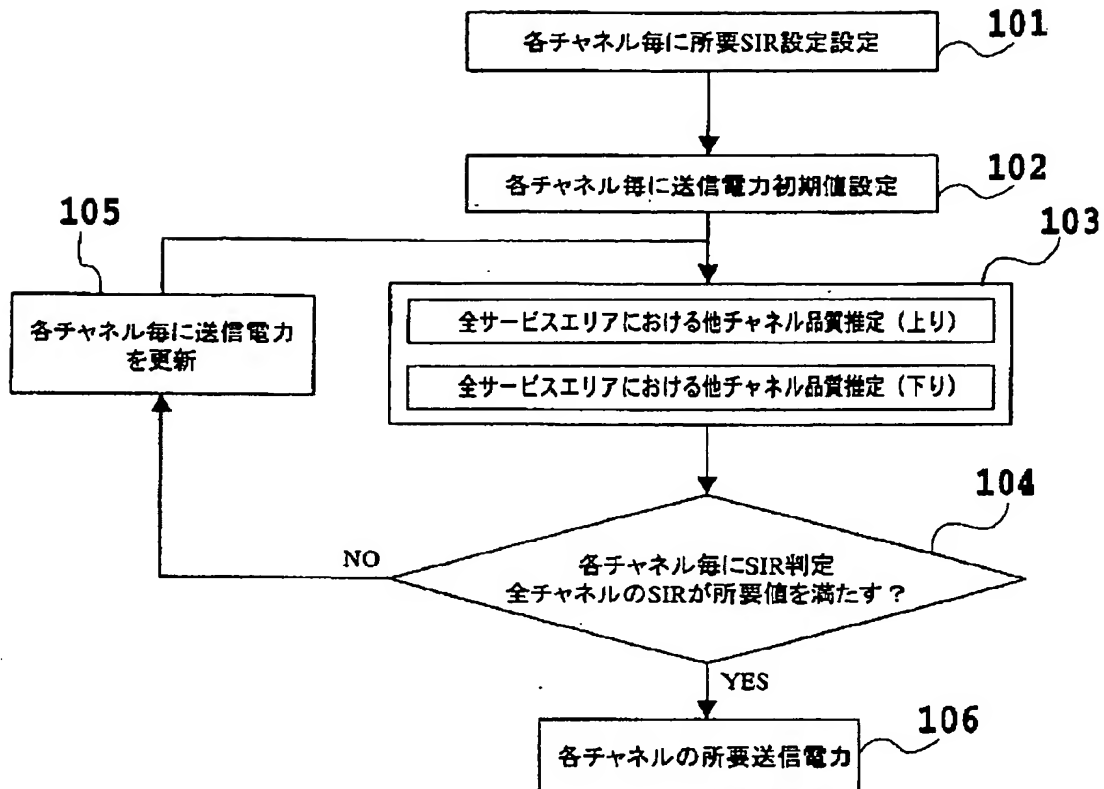 各チャネル毎に所要SIR設定設定
101
各チャネル毎に送信電力初期値設定
102
105
103
各チャネル毎に送信電力
を更新
全サービスエリアにおける他チャネル品質推定（上り）
全サービスエリアにおける他チャネル品質推定（下り）
104
NO
各チャネル毎にSIR判定
全チャネルのSIRが所要値を満たす？
YES
106
各チャネルの所要送信電力